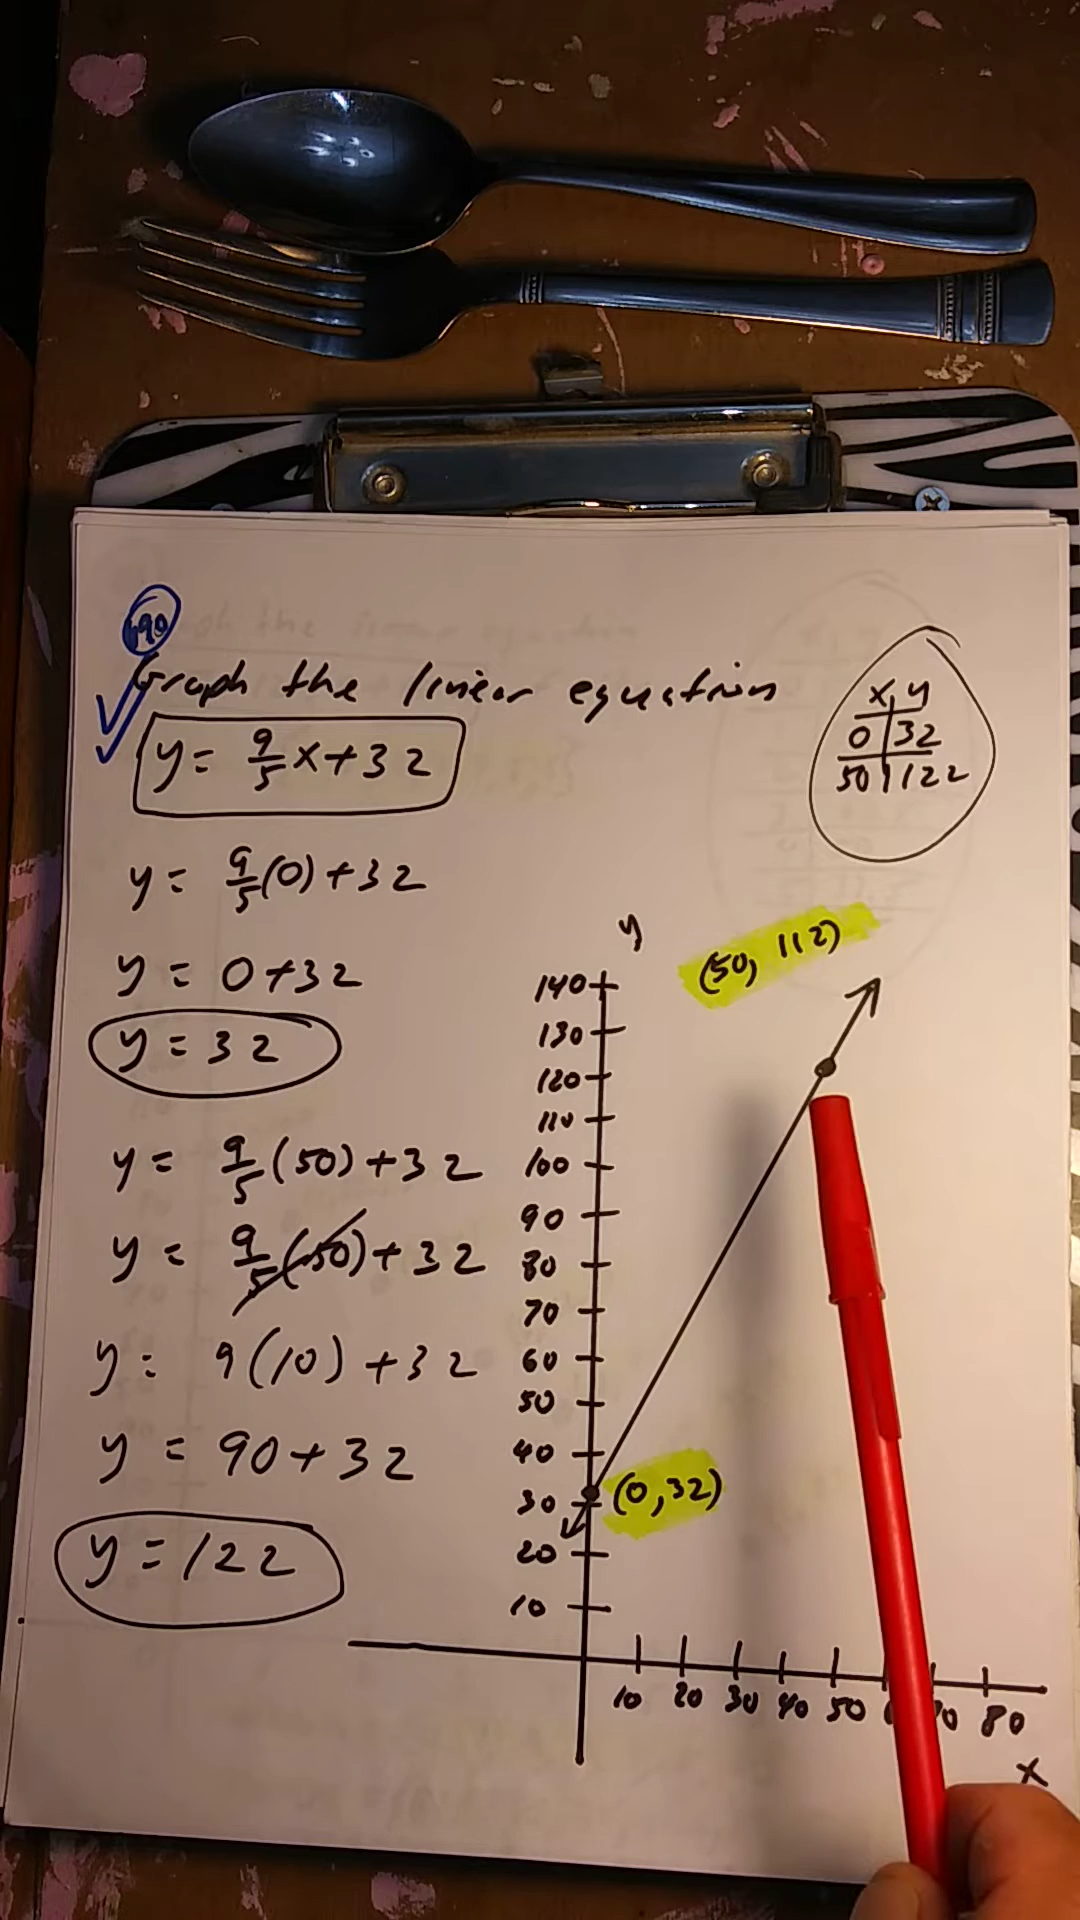 490
Graph the linear equation
y = 9/5 x + 32
x y
0 32
50 122
y = 9/5 (0) + 32
y = 0 + 32
y = 32
y = 9/5 (50) + 32
y = 9/5 (50) + 32
y = 9(10) + 32
y = 90 + 32
y = 122
y
(50, 112)
140
130
120
110
100
90
80
70
60
50
40
30
(0, 32)
20
10
10 20 30 40 50 80
x